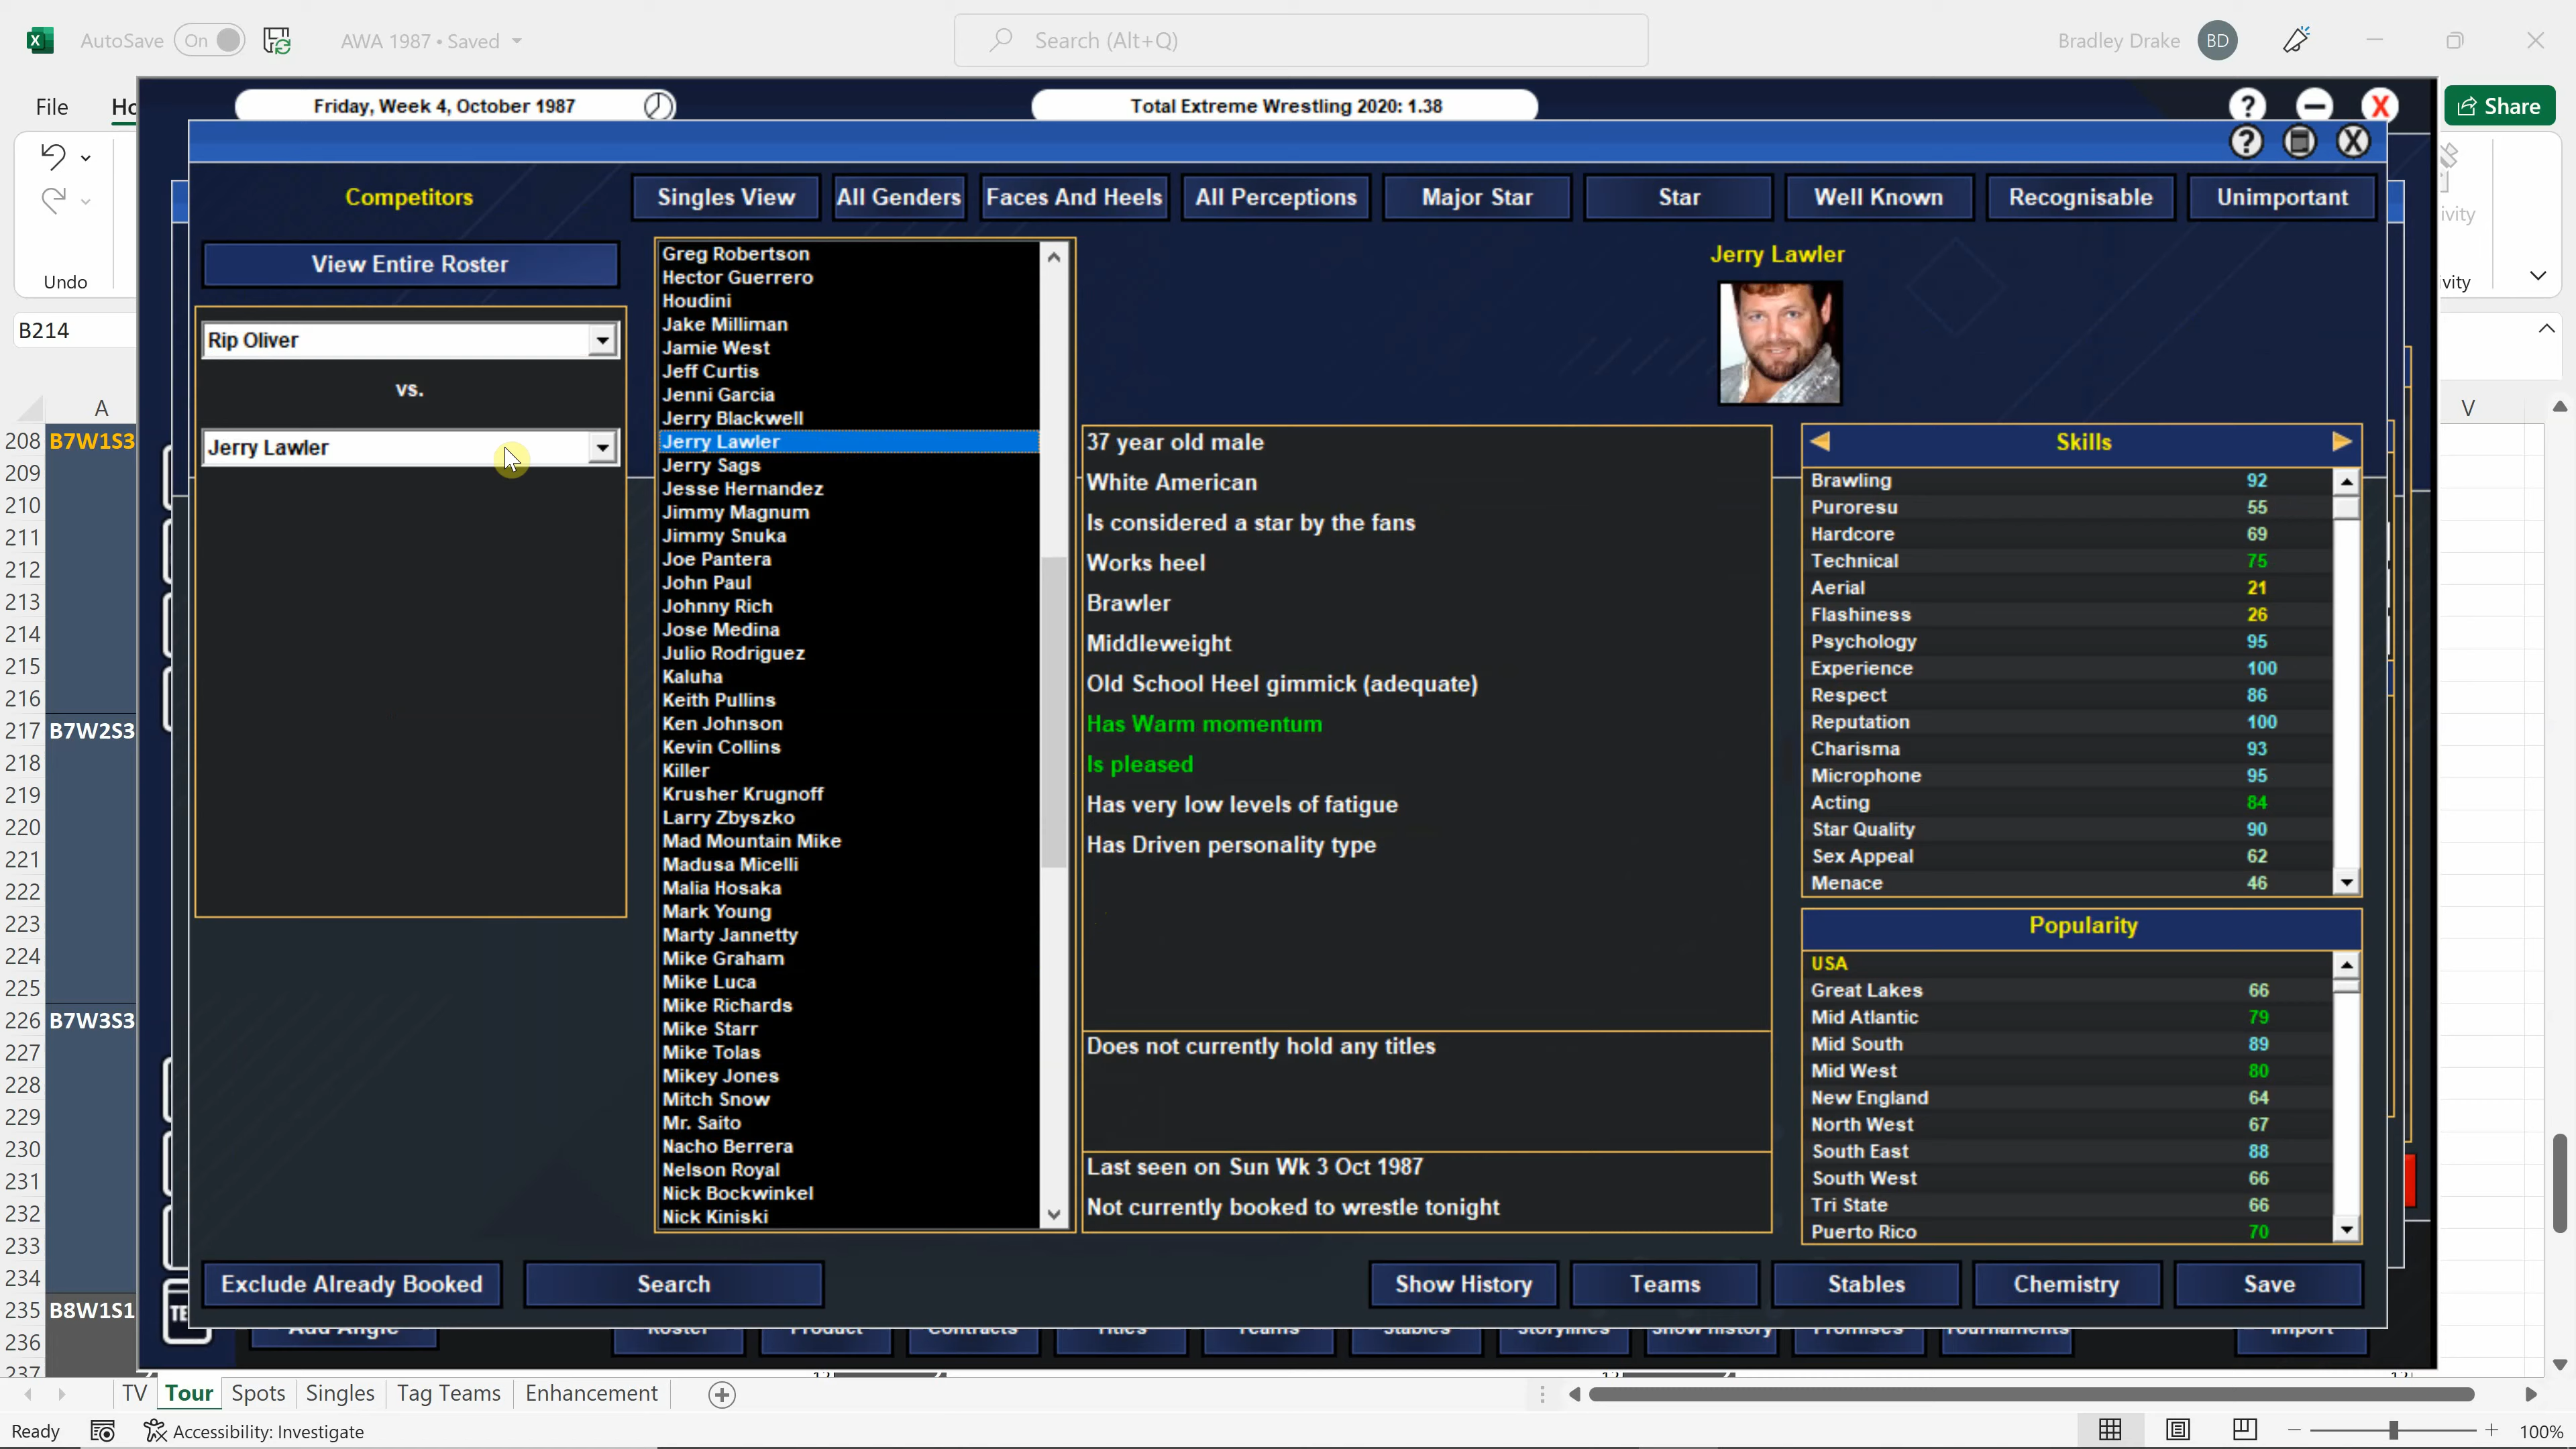 AutoSave On AWA 1987 • Saved Search (Alt+Q) Bradley Drake BD
File Share
Friday, Week 4, October 1987 Total Extreme Wrestling 2020: 1.38
Undo
B214
Competitors Singles View All Genders Faces And Heels All Perceptions Major Star Star Well Known Recognisable Unimportant
View Entire Roster
Rip Oliver
vs.
Jerry Lawler
Greg Robertson
Hector Guerrero
Houdini
Jake Milliman
Jamie West
Jeff Curtis
Jenni Garcia
Jerry Blackwell
Jerry Lawler
Jerry Sags
Jesse Hernandez
Jimmy Magnum
Jimmy Snuka
Joe Pantera
John Paul
Johnny Rich
Jose Medina
Julio Rodriguez
Kaluha
Keith Pullins
Ken Johnson
Kevin Collins
Killer
Krusher Krugnoff
Larry Zbyszko
Mad Mountain Mike
Madusa Micelli
Malia Hosaka
Mark Young
Marty Jannetty
Mike Graham
Mike Luca
Mike Richards
Mike Starr
Mike Tolas
Mikey Jones
Mitch Snow
Mr. Saito
Nacho Berrera
Nelson Royal
Nick Bockwinkel
Nick Kiniski
Jerry Lawler
37 year old male
White American
Is considered a star by the fans
Works heel
Brawler
Middleweight
Old School Heel gimmick (adequate)
Has Warm momentum
Is pleased
Has very low levels of fatigue
Has Driven personality type
Does not currently hold any titles
Last seen on Sun Wk 3 Oct 1987
Not currently booked to wrestle tonight
Skills
Brawling 92
Puroresu 55
Hardcore 69
Technical 75
Aerial 21
Flashiness 26
Psychology 95
Experience 100
Respect 86
Reputation 100
Charisma 93
Microphone 95
Acting 84
Star Quality 90
Sex Appeal 62
Menace 46
Popularity
USA
Great Lakes 66
Mid Atlantic 79
Mid South 89
Mid West 80
New England 64
North West 67
South East 88
South West 66
Tri State 66
Puerto Rico 70
Exclude Already Booked Search Show History Teams Stables Chemistry Save
A V
208 B7W1S3
209
210
211
212
213
214
215
216
217 B7W2S3
218
219
220
221
222
223
224
225
226 B7W3S3
227
228
229
230
231
232
233
234
235 B8W1S1
236
237
Add Angle Roster Product Contracts Titles Teams Stables Storylines Show History Promises Tournaments Import
TV Tour Spots Singles Tag Teams Enhancement
Ready Accessibility: Investigate 100%